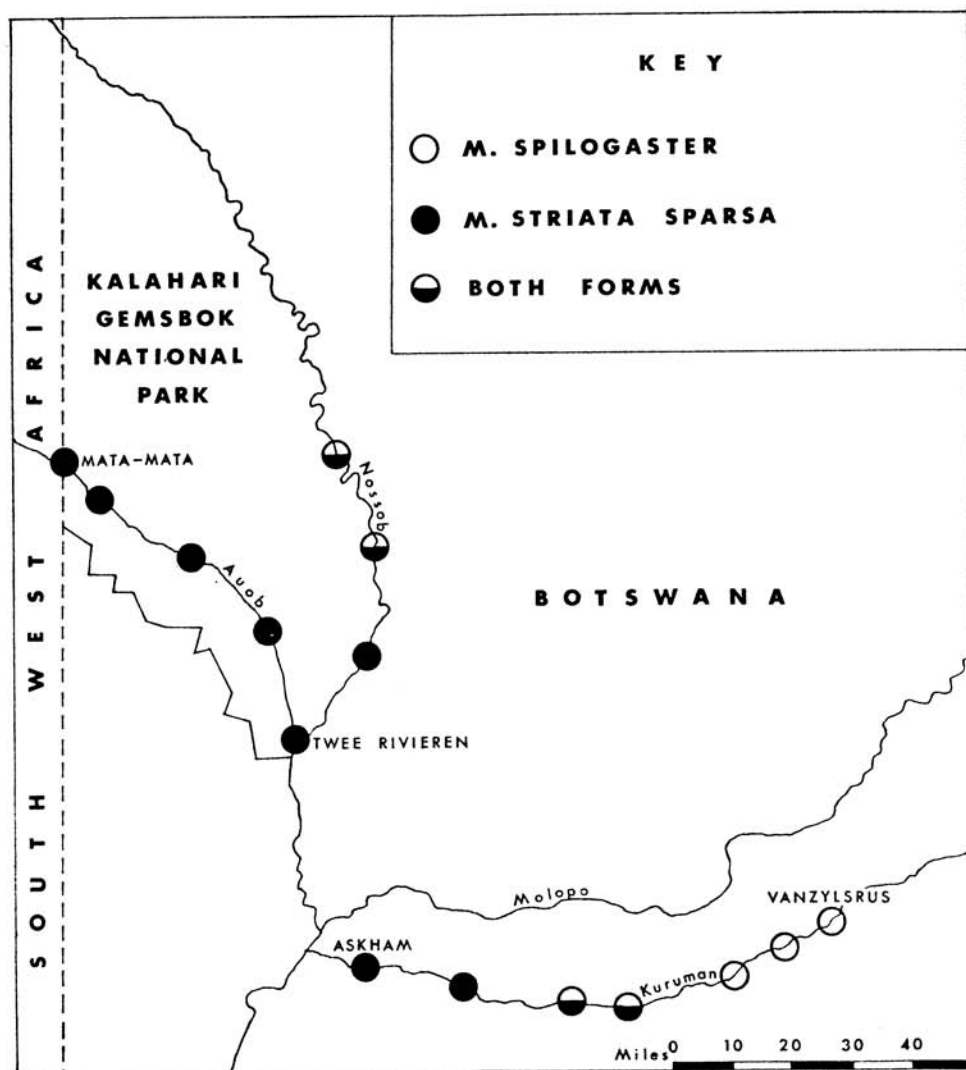 KEY
M. SPILOGASTER
M. STRIATA SPARSA
BOTH FORMS
KALAHARI
GEMSBOK
NATIONAL
PARK
SOUTH WEST AFRICA
MATA-MATA
Nossob
Auob
BOTSWANA
TWEE RIVIEREN
Molopo
VANZYLSRUS
ASKHAM
Kuruman
Miles 0 10 20 30 40